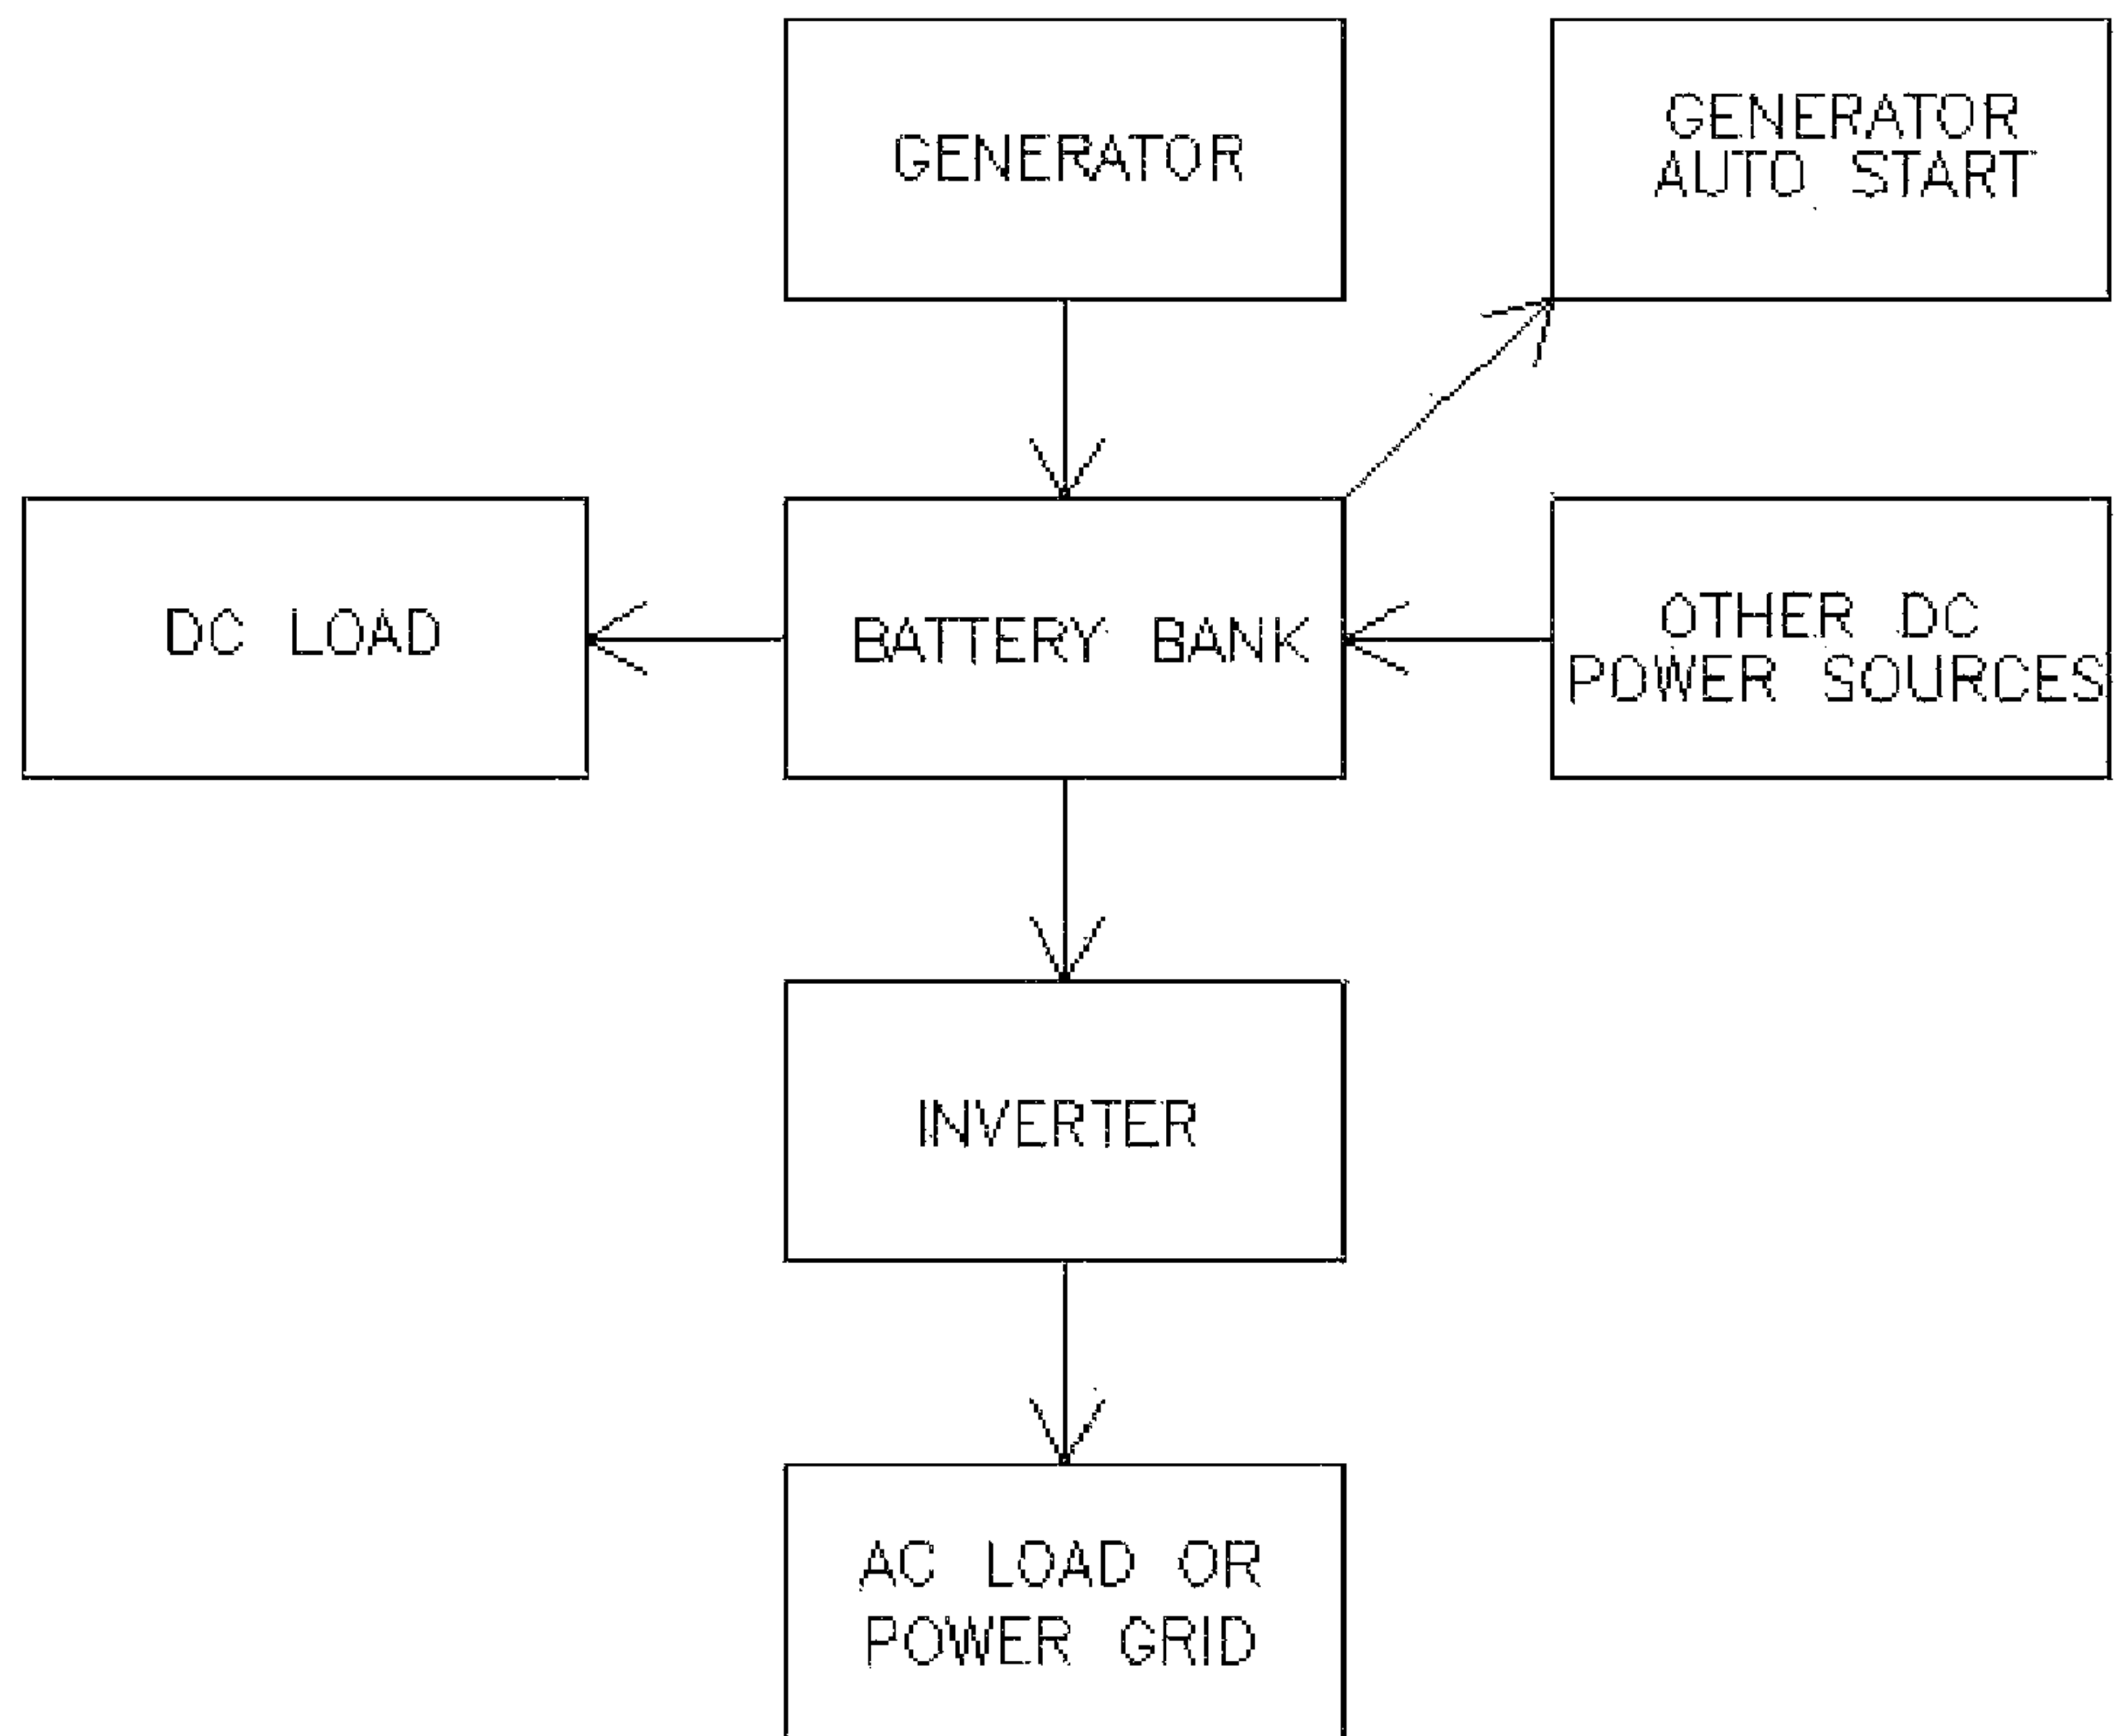 GENERATOR
GENERATOR
AUTO START
DC LOAD
BATTERY BANK
OTHER DC
POWER SOURCES
INVERTER
AC LOAD OR
POWER GRID